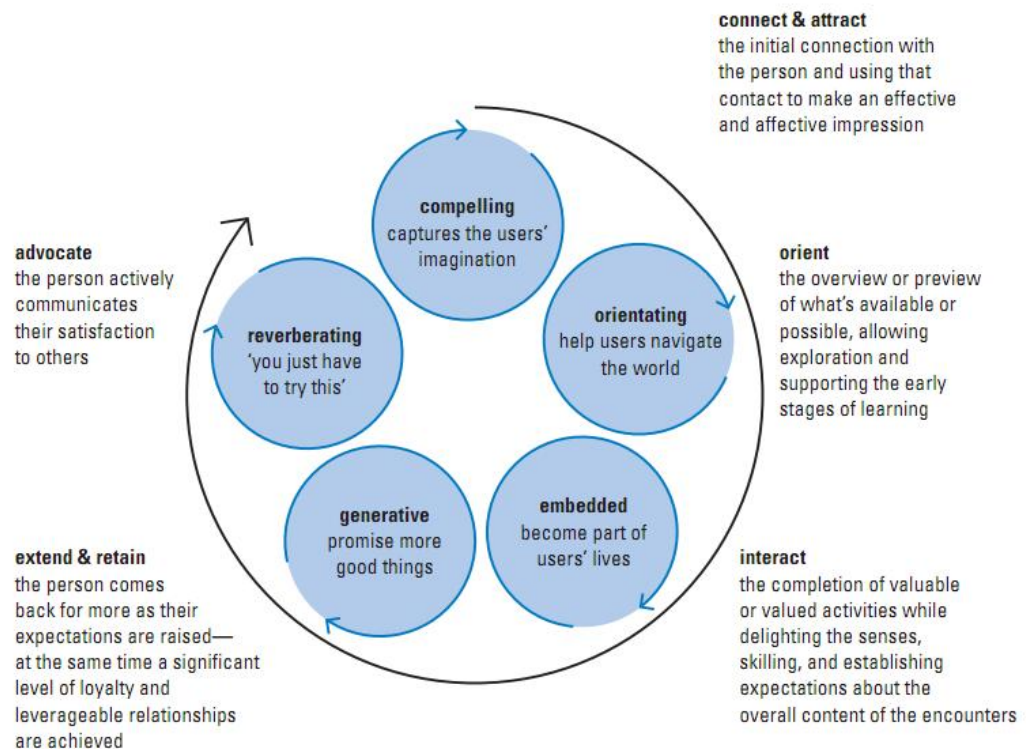 connect & attract
the initial connection with
the person and using that
contact to make an effective
and affective impression
compelling
captures the users’
imagination
orient
the overview or preview
of what’s available or
possible, allowing
exploration and
supporting the early
stages of learning
orientating
help users navigate
the world
interact
the completion of valuable
or valued activities while
delighting the senses,
skilling, and establishing
expectations about the
overall content of the encounters
embedded
become part of
users’ lives
extend & retain
the person comes
back for more as their
expectations are raised—
at the same time a significant
level of loyalty and
leverageable relationships
are achieved
generative
promise more
good things
advocate
the person actively
communicates
their satisfaction
to others
reverberating
‘you just have
to try this’